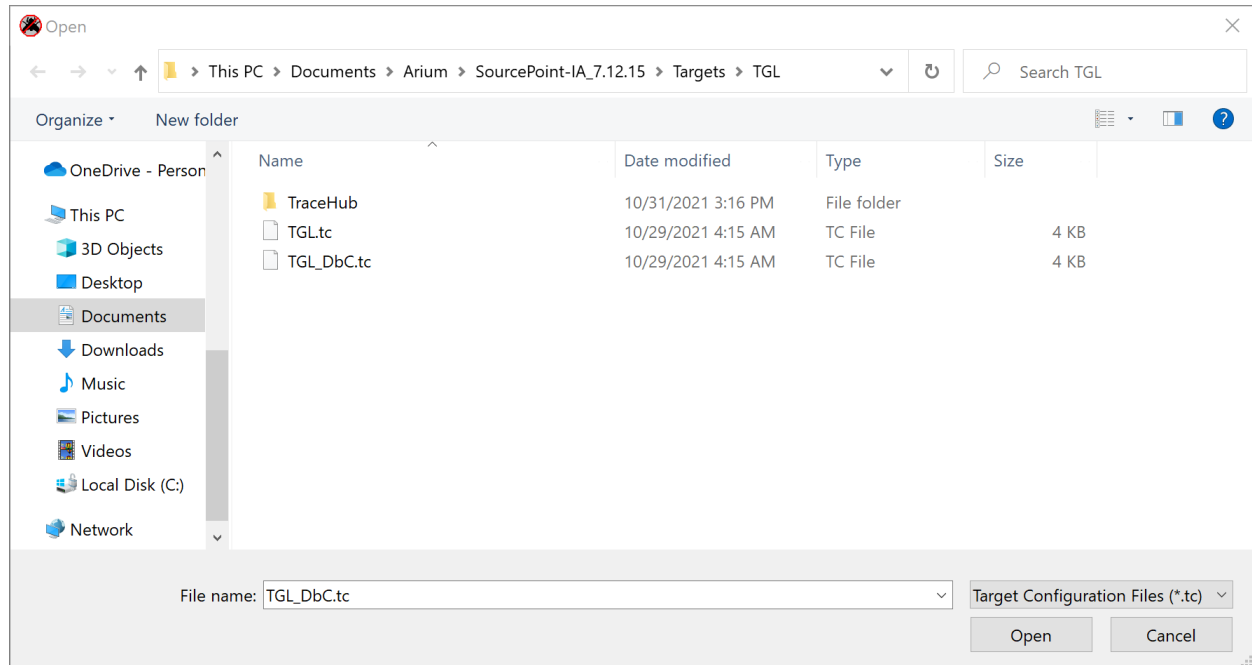 Open
This PC > Documents > Arium > SourcePoint-IA_7.12.15 > Targets > TGL
Search TGL
Organize
New folder
?
Name
Date modified
Type
Size
OneDrive - Person
This PC
3D Objects
Desktop
Documents
Downloads
Music
Pictures
Videos
Local Disk (C:)
Network
TraceHub 10/31/2021 3:16 PM File folder
TGL.tc 10/29/2021 4:15 AM TC File 4 KB
TGL_DbC.tc 10/29/2021 4:15 AM TC File 4 KB
File name: TGL_DbC.tc
Target Configuration Files (*.tc)
Open
Cancel